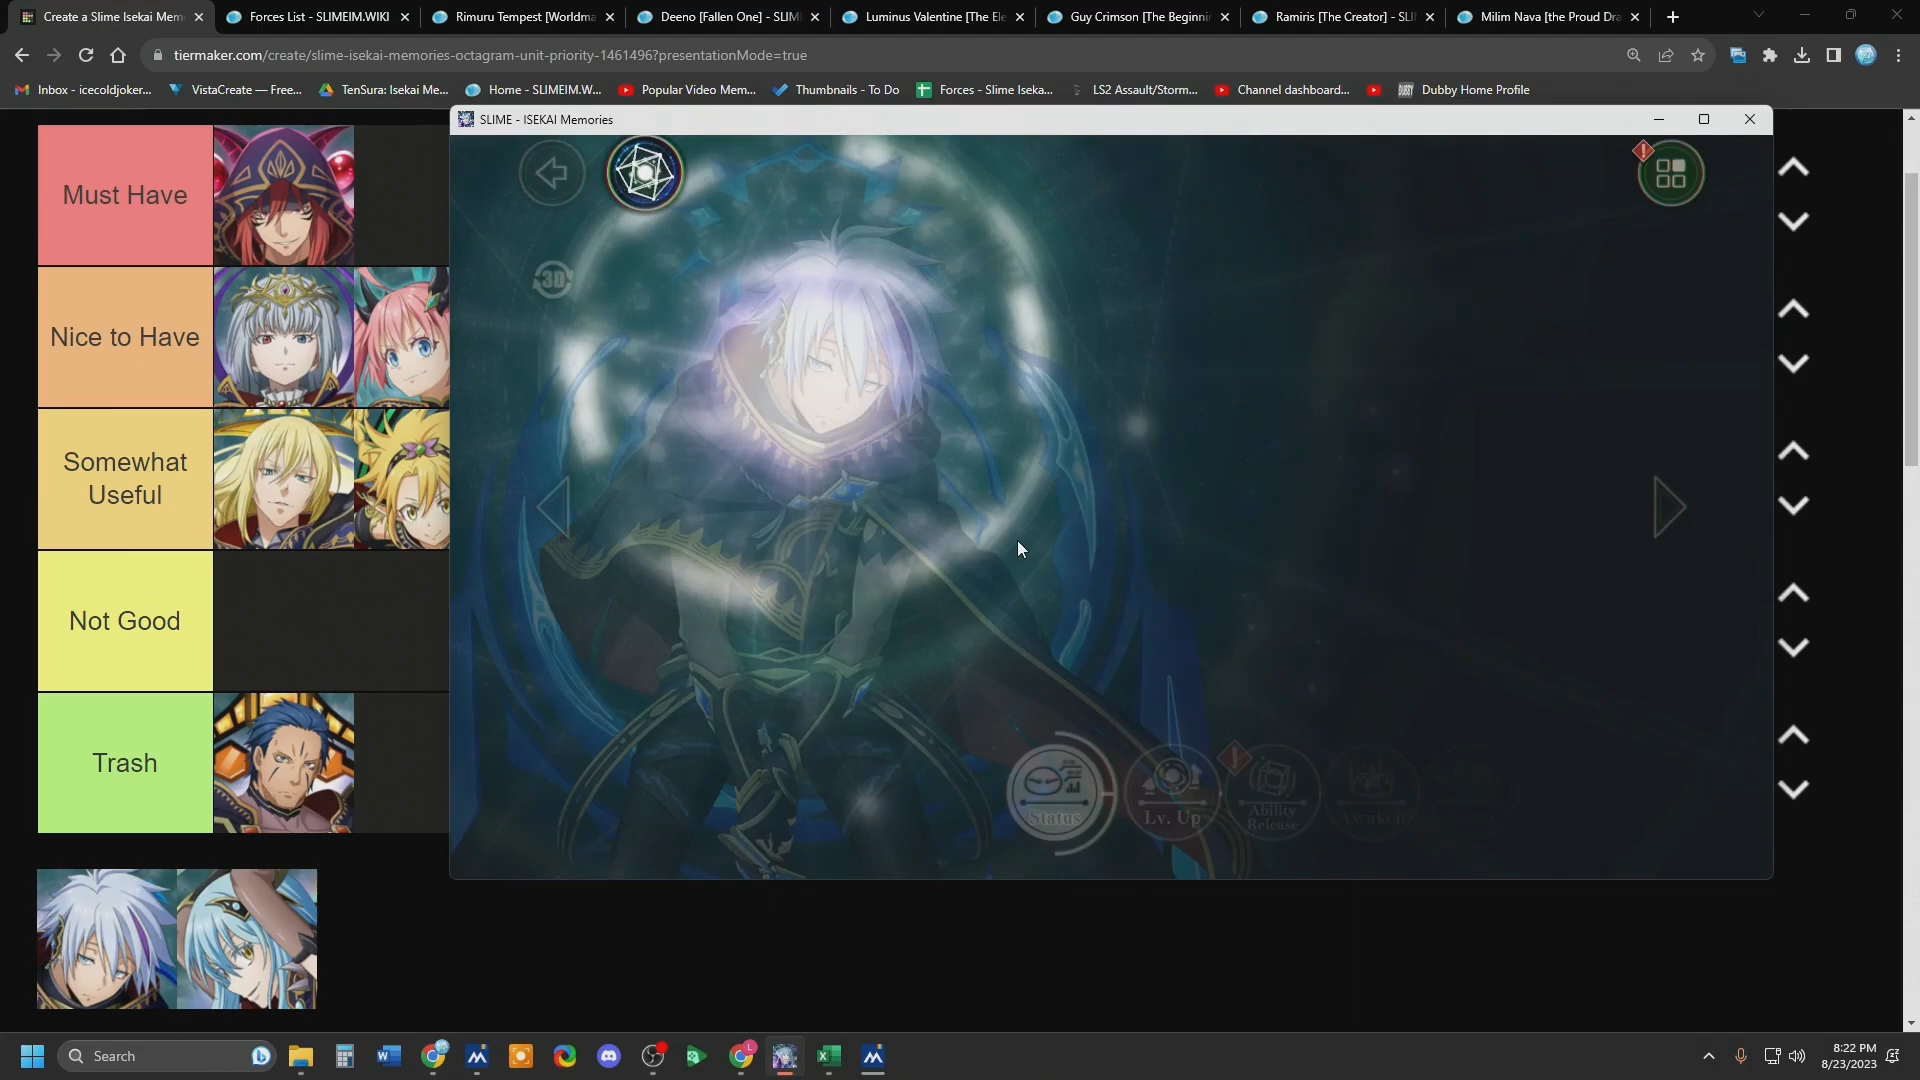 Create a Slime Isekai Mem
Forces List - SLIMEIM.WIKI
Rimuru Tempest [Worldma
Deeno [Fallen One] - SLIM
Luminus Valentine [The Ele
Guy Crimson [The Beginnin
Ramiris [The Creator] - SLI
Milim Nava [the Proud Dra
tiermaker.com/create/slime-isekai-memories-octagram-unit-priority-1461496?presentationMode=true
Inbox - icecoldjoker...
VistaCreate — Free...
TenSura: Isekai Me...
Home - SLIMEIM.W...
Popular Video Mem...
Thumbnails - To Do
Forces - Slime Iseka...
LS2 Assault/Storm...
Channel dashboard...
Dubby Home Profile
SLIME - ISEKAI Memories
3D
Must Have
Nice to Have
Somewhat
Useful
Not Good
Trash
Status
Lv. Up
Ability
Release
Awaken
Search
8:22 PM
8/23/2023